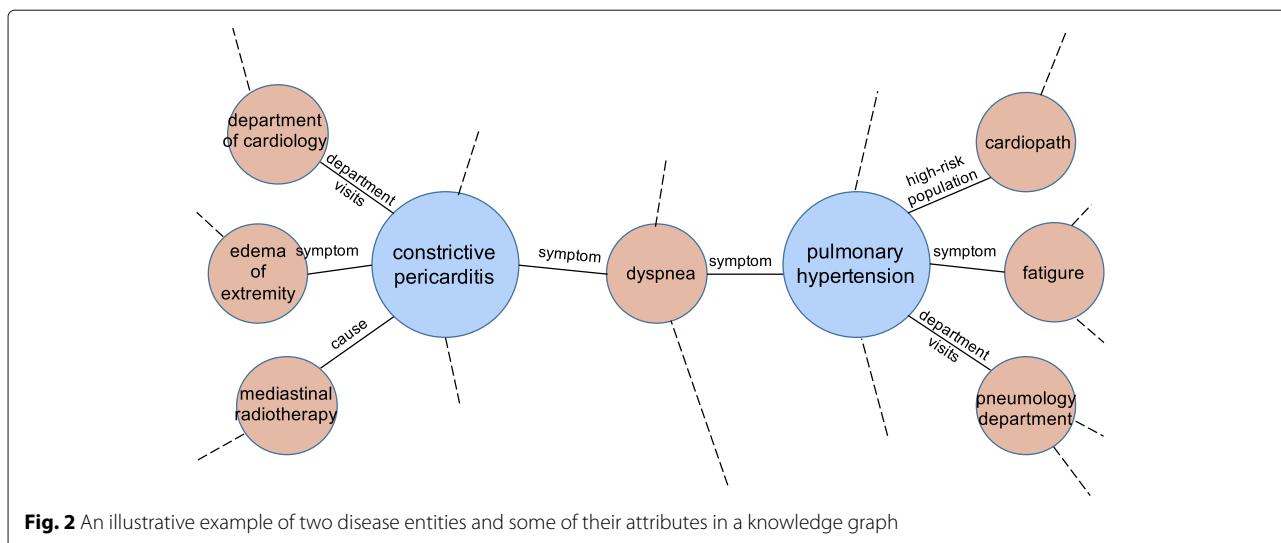 department
of cardiology
department
visits
edema
of
extremity
symptom
constrictive
pericarditis
cause
mediastinal
radiotherapy
symptom
dyspnea
symptom
pulmonary
hypertension
high-risk
population
cardiopath
symptom
fatigure
department
visits
pneumology
department
Fig. 2 An illustrative example of two disease entities and some of their attributes in a knowledge graph